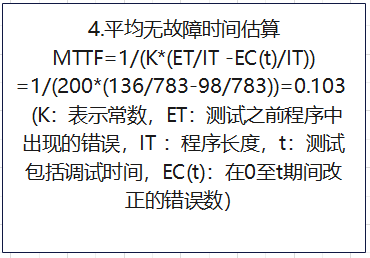 4.平均无故障时间估算
MTTF=1/(K*(ET/IT -EC(t)/IT))
=1/(200*(136/783-98/783))=0.103
(K：表示常数，ET：测试之前程序中
出现的错误，IT ：程序长度，t：测试
包括调试时间，EC(t)：在0至t期间改
正的错误数）